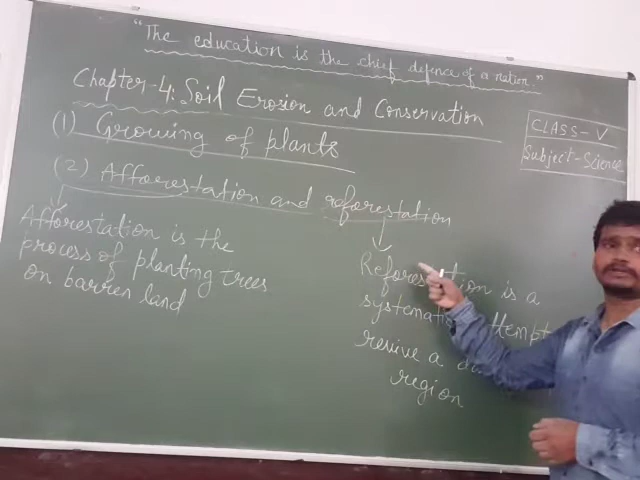 "The education is the chief defence of a nation."
Chapter-4: Soil Erosion and Conservation
CLASS-V
Subject-Science
(1) Growing of plants
(2) Afforestation and reforestation
Afforestation is the
process of planting trees
on barren land
Reforestation is a
systematic attempt
revive a
region